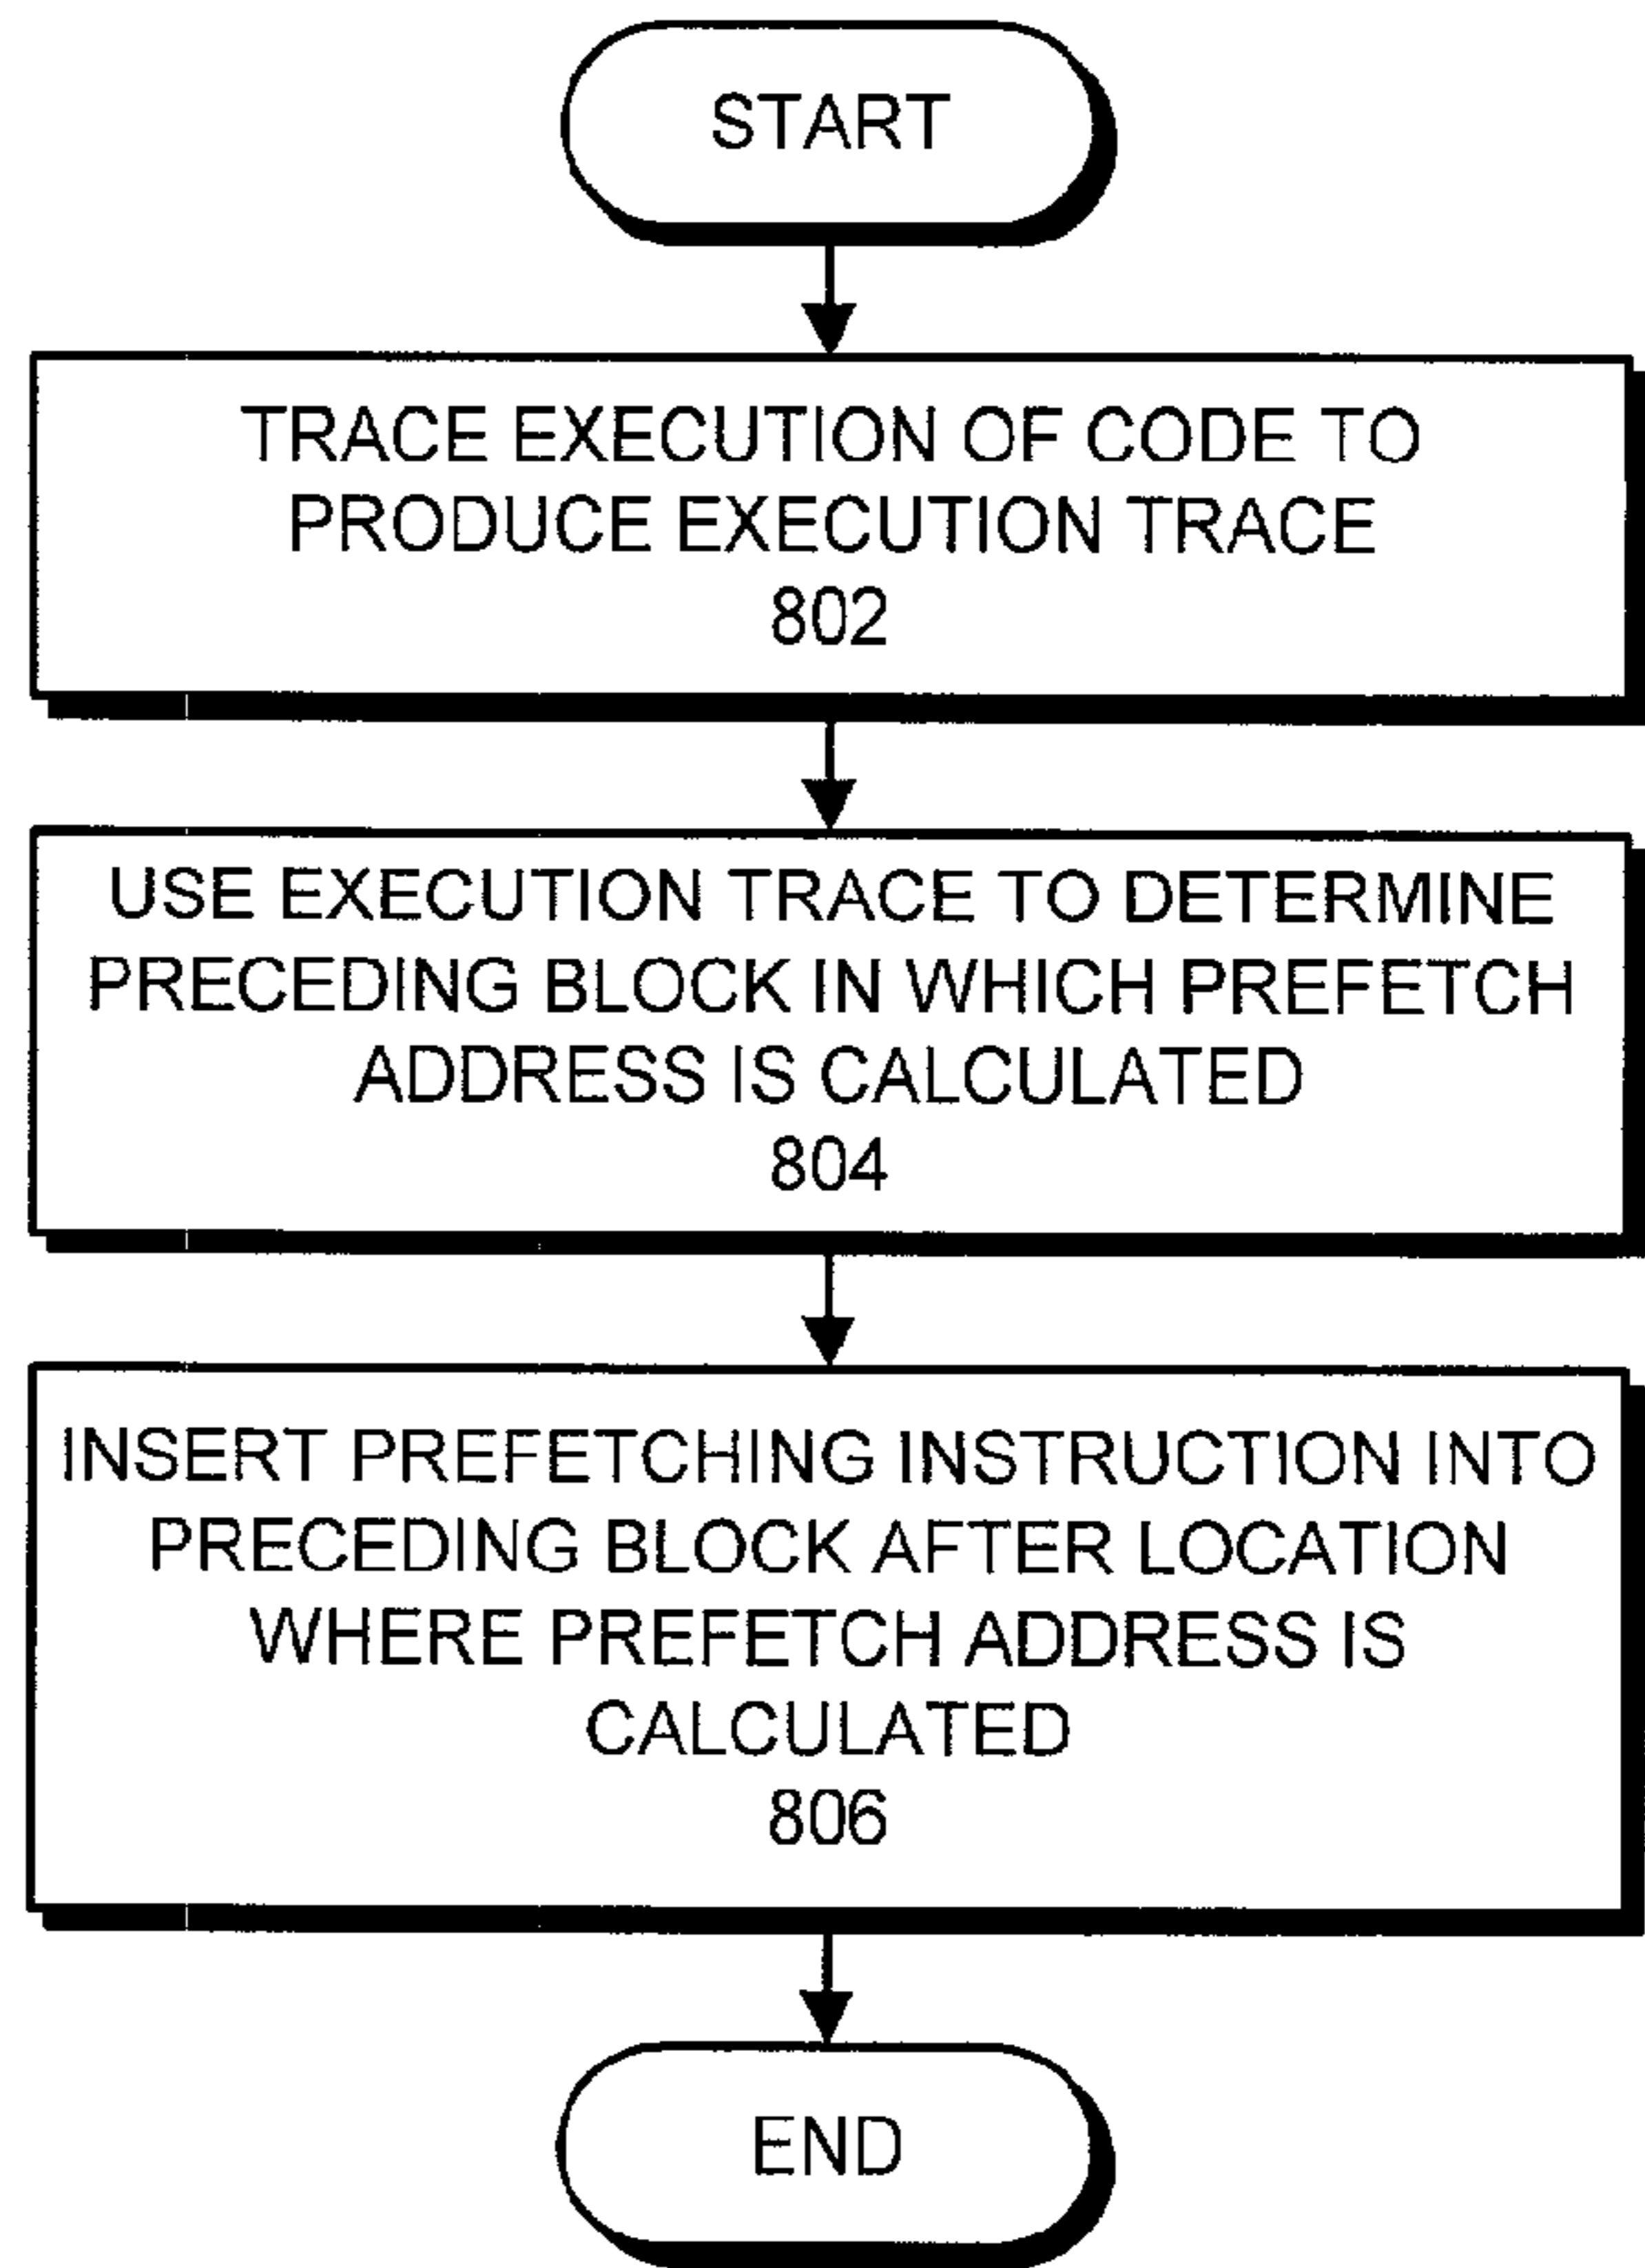 START
TRACE EXECUTION OF CODE TO
PRODUCE EXECUTION TRACE
802
USE EXECUTION TRACE TO DETERMINE
PRECEDING BLOCK IN WHICH PREFETCH
ADDRESS IS CALCULATED
804
INSERT PREFETCHING INSTRUCTION INTO
PRECEDING BLOCK AFTER LOCATION
WHERE PREFETCH ADDRESS IS
CALCULATED
806
END